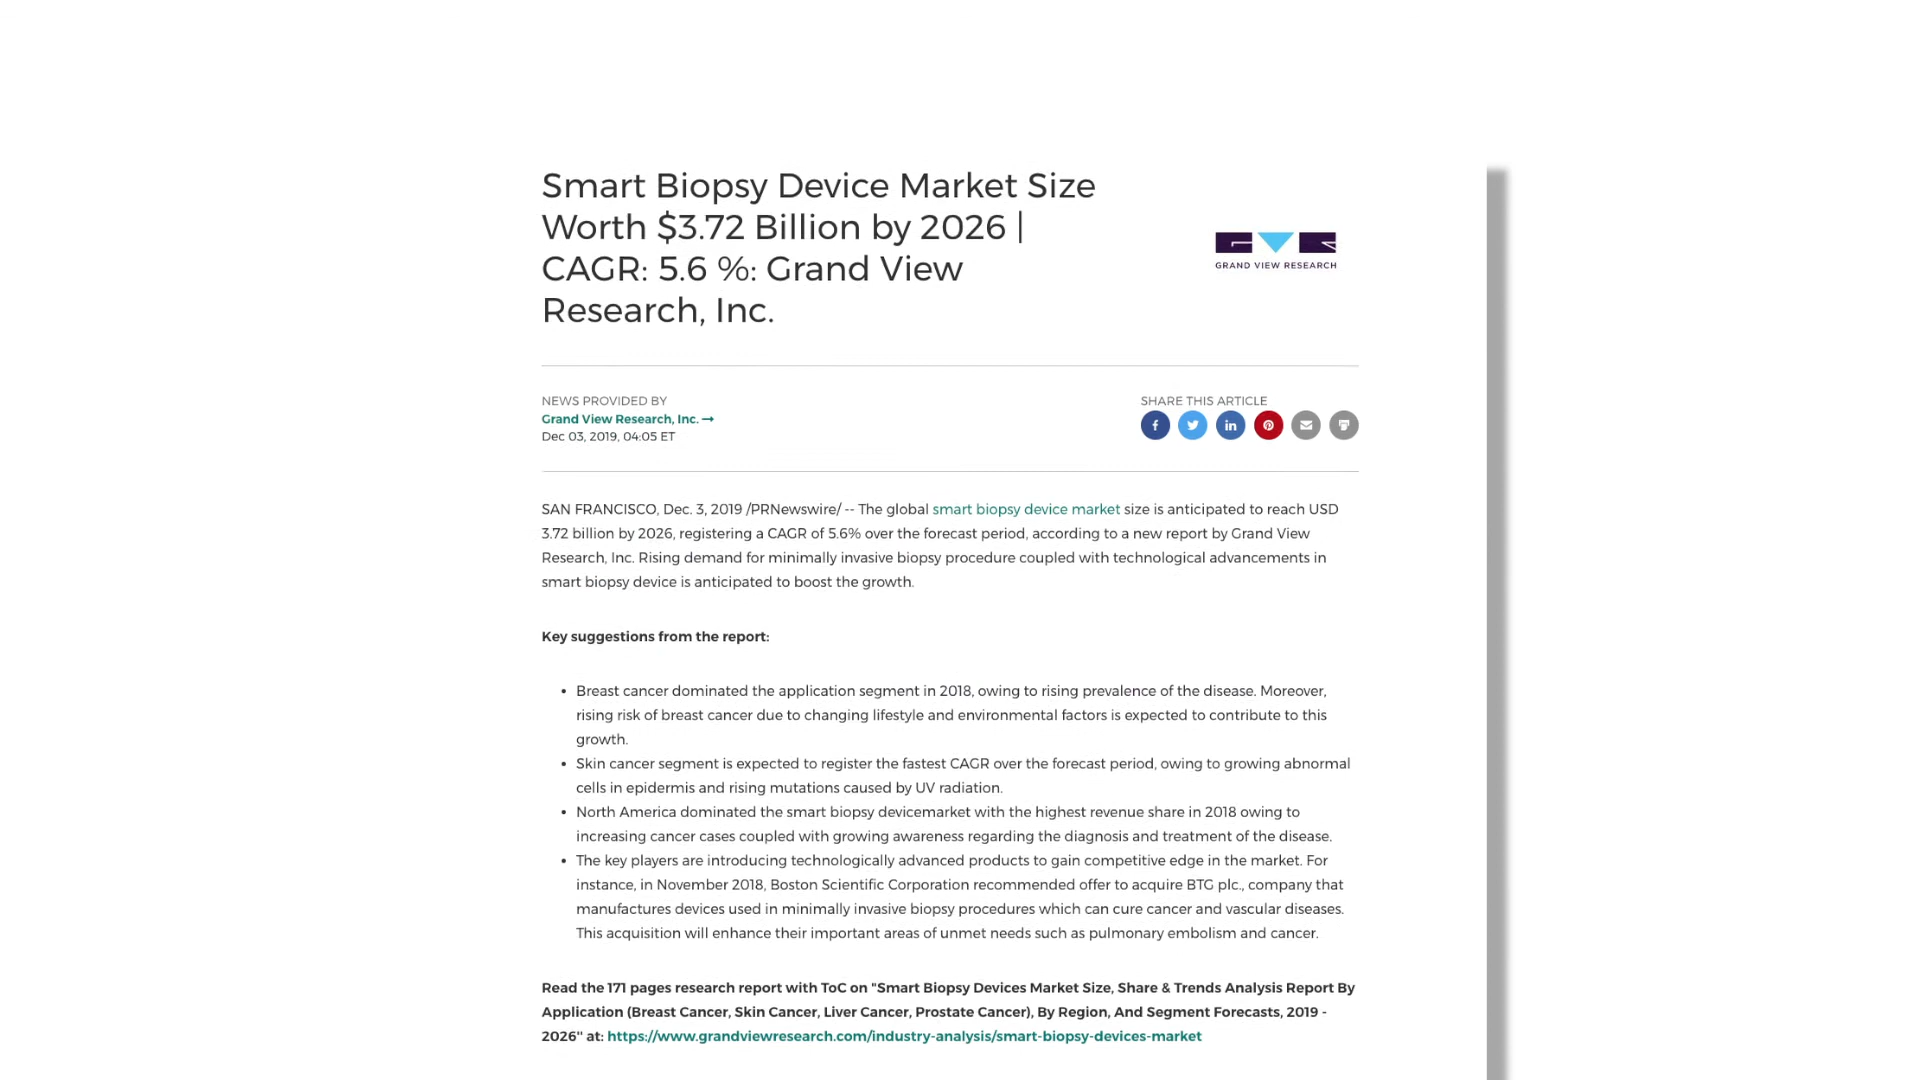 Smart Biopsy Device Market Size
Worth $3.72 Billion by 2026 |
CAGR: 5.6 %: Grand View
Research, Inc.
GRAND VIEW RESEARCH
NEWS PROVIDED BY
Grand View Research, Inc. →
Dec 03, 2019, 04:05 ET
SHARE THIS ARTICLE
SAN FRANCISCO, Dec. 3, 2019 /PRNewswire/ -- The global smart biopsy device market size is anticipated to reach USD
3.72 billion by 2026, registering a CAGR of 5.6% over the forecast period, according to a new report by Grand View
Research, Inc. Rising demand for minimally invasive biopsy procedure coupled with technological advancements in
smart biopsy device is anticipated to boost the growth.
Key suggestions from the report:
• Breast cancer dominated the application segment in 2018, owing to rising prevalence of the disease. Moreover,
rising risk of breast cancer due to changing lifestyle and environmental factors is expected to contribute to this
growth.
• Skin cancer segment is expected to register the fastest CAGR over the forecast period, owing to growing abnormal
cells in epidermis and rising mutations caused by UV radiation.
• North America dominated the smart biopsy devicemarket with the highest revenue share in 2018 owing to
increasing cancer cases coupled with growing awareness regarding the diagnosis and treatment of the disease.
• The key players are introducing technologically advanced products to gain competitive edge in the market. For
instance, in November 2018, Boston Scientific Corporation recommended offer to acquire BTG plc., company that
manufactures devices used in minimally invasive biopsy procedures which can cure cancer and vascular diseases.
This acquisition will enhance their important areas of unmet needs such as pulmonary embolism and cancer.
Read the 171 pages research report with ToC on "Smart Biopsy Devices Market Size, Share & Trends Analysis Report By
Application (Breast Cancer, Skin Cancer, Liver Cancer, Prostate Cancer), By Region, And Segment Forecasts, 2019 -
2026" at: https://www.grandviewresearch.com/industry-analysis/smart-biopsy-devices-market